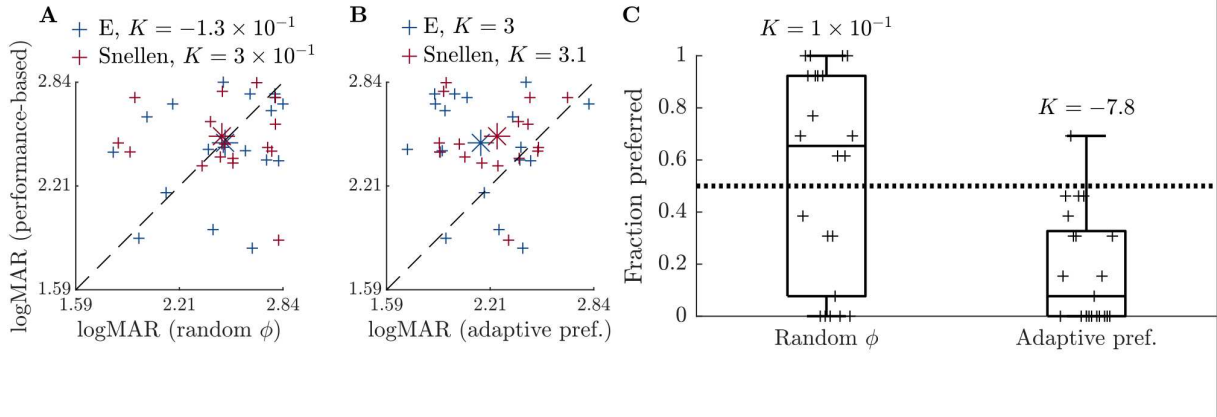 A
E, K = −1.3 × 10⁻¹
Snellen, K = 3 × 10⁻¹
logMAR (performance-based)
2.84
2.21
1.59
1.59 2.21 2.84
logMAR (random ϕ)
B
E, K = 3
Snellen, K = 3.1
2.84
2.21
1.59
1.59 2.21 2.84
logMAR (adaptive pref.)
C
K = 1 × 10⁻¹
K = −7.8
Fraction preferred
1
0.8
0.6
0.4
0.2
0
Random ϕ Adaptive pref.